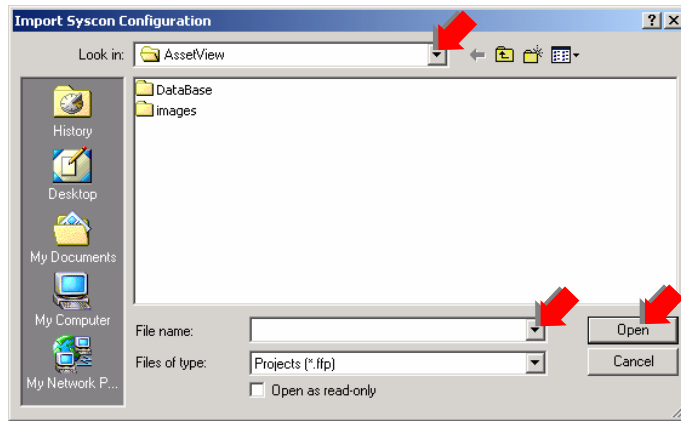 Import Syscon Configuration
Look in: AssetView
DataBase
images
History
Desktop
My Documents
My Computer
My Network P...
File name: Open
Files of type: Projects (*.ffp) Cancel
Open as read-only